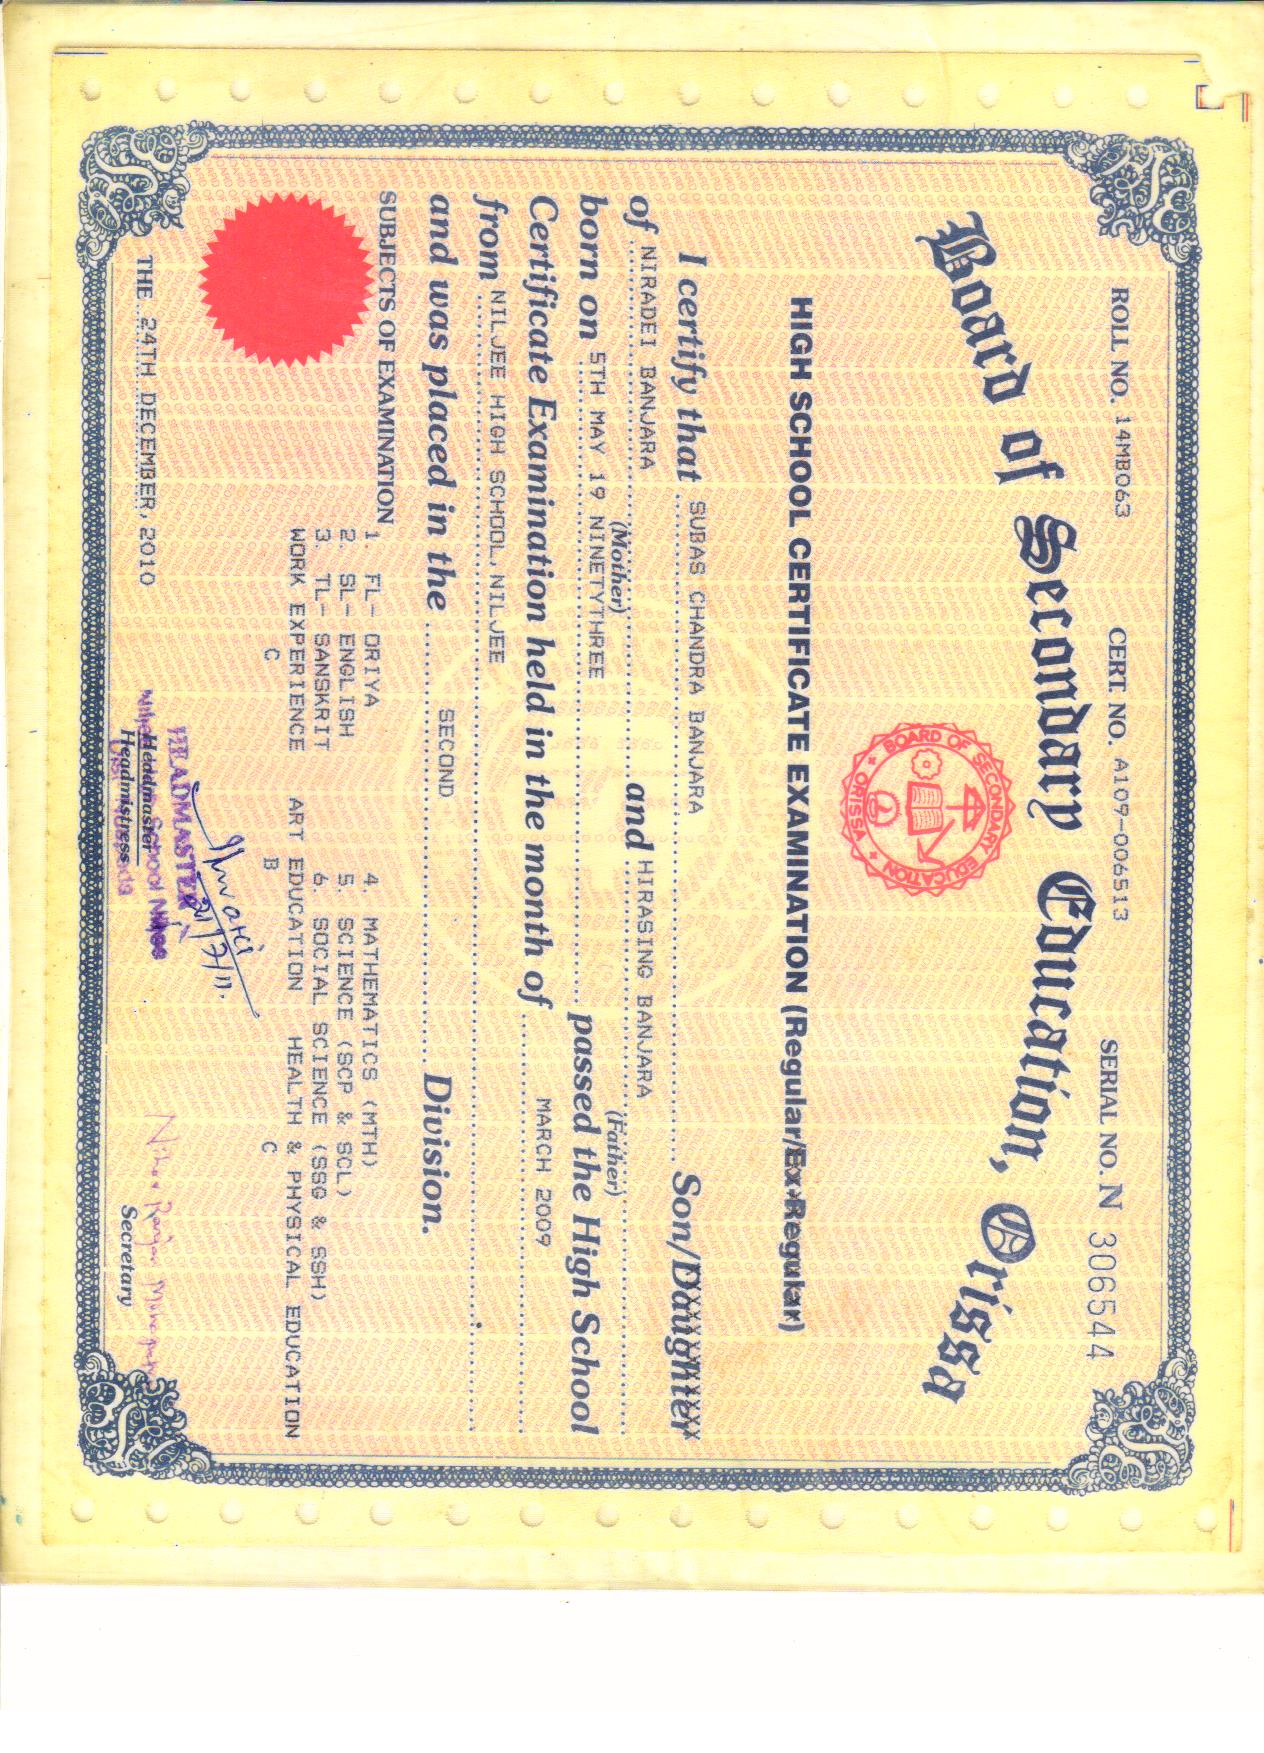 ROLL NO. 14MB063 CERT. NO. A109-006513 SERIAL NO. N 306544
Board of Secondary Education, Orissa
BOARD OF SECONDARY EDUCATION ORISSA
HIGH SCHOOL CERTIFICATE EXAMINATION (Regular/Ex-Regular)
I certify that SUBAS CHANDRA BANJARA Son/Daughter
of NIRADEI BANJARA (Mother) and HIRASING BANJARA (Father)
born on 5TH MAY 19 NINETYTHREE passed the High School
Certificate Examination held in the month of MARCH 2009
from NILJEE HIGH SCHOOL, NILJEE
and was placed in the SECOND Division.
SUBJECTS OF EXAMINATION
1. FL- ORIYA 4. MATHEMATICS (MTH)
2. SL- ENGLISH 5. SCIENCE (SCP & SCL)
3. TL- SANSKRIT 6. SOCIAL SCIENCE (SSG & SSH)
WORK EXPERIENCE ART EDUCATION HEALTH & PHYSICAL EDUCATION
C B C
THE 24TH DECEMBER, 2010
HEADMASTER
Headmaster
Headmistress
Secretary